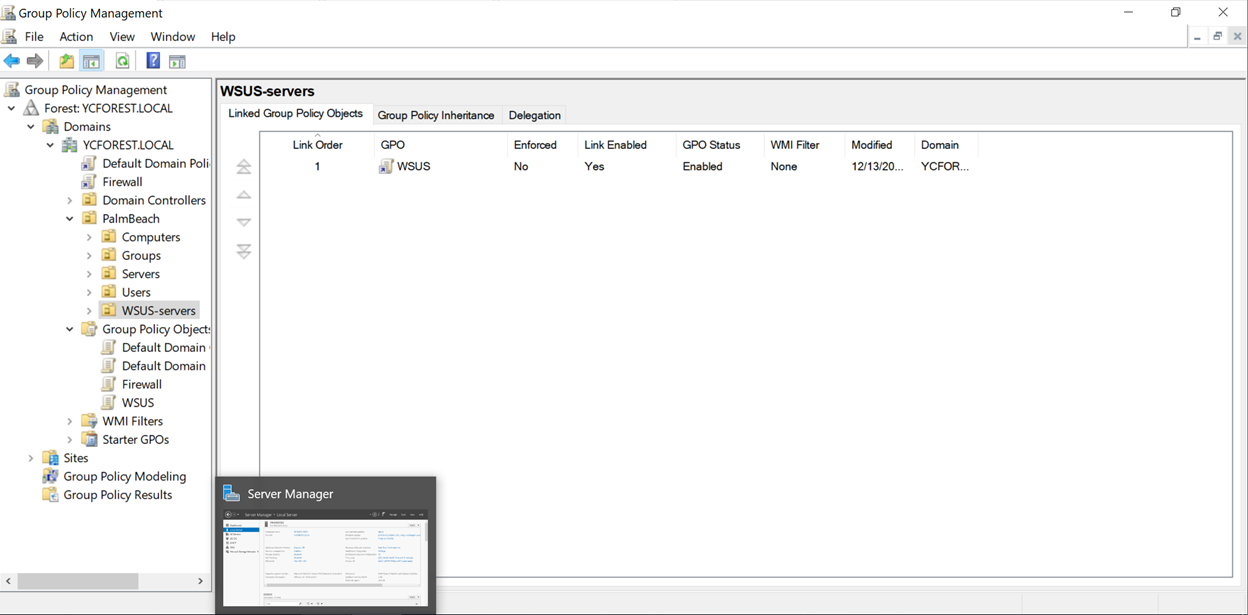 Group Policy Management
File Action View Window Help
Group Policy Management
Forest: YCFOREST.LOCAL
Domains
YCFOREST.LOCAL
Default Domain Poli
Firewall
Domain Controllers
PalmBeach
Computers
Groups
Servers
Users
WSUS-servers
Group Policy Objects
Default Domain
Default Domain
Firewall
WSUS
WMI Filters
Starter GPOs
Sites
Group Policy Modeling
Group Policy Results
WSUS-servers
Linked Group Policy Objects Group Policy Inheritance Delegation
Link Order GPO Enforced Link Enabled GPO Status WMI Filter Modified Domain
1 WSUS No Yes Enabled None 12/13/20... YCFOR...
Server Manager
Server Manager • Local Server